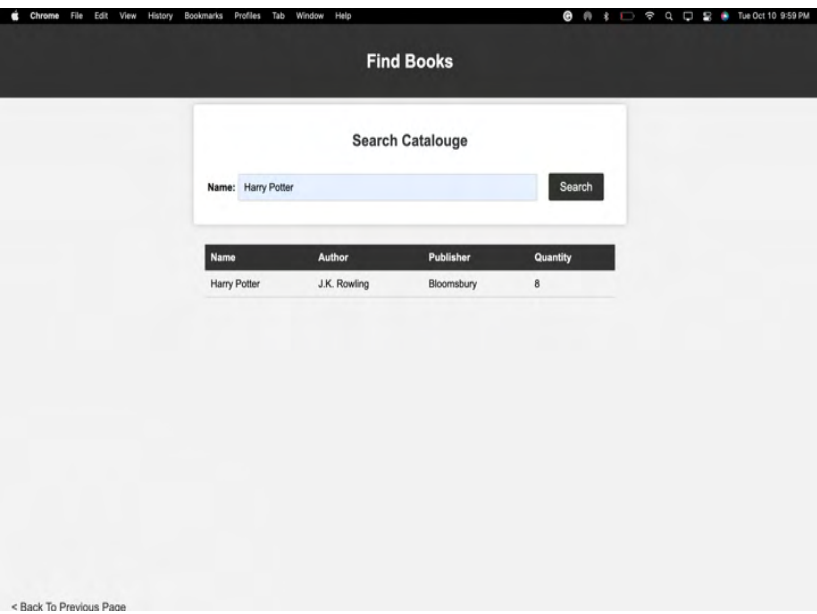 Chrome File Edit View History Bookmarks Profiles Tab Window Help Tue Oct 10 9:59 PM
Find Books
Search Catalouge
Name: Harry Potter Search
Name Author Publisher Quantity
Harry Potter J.K. Rowling Bloomsbury 8
< Back To Previous Page